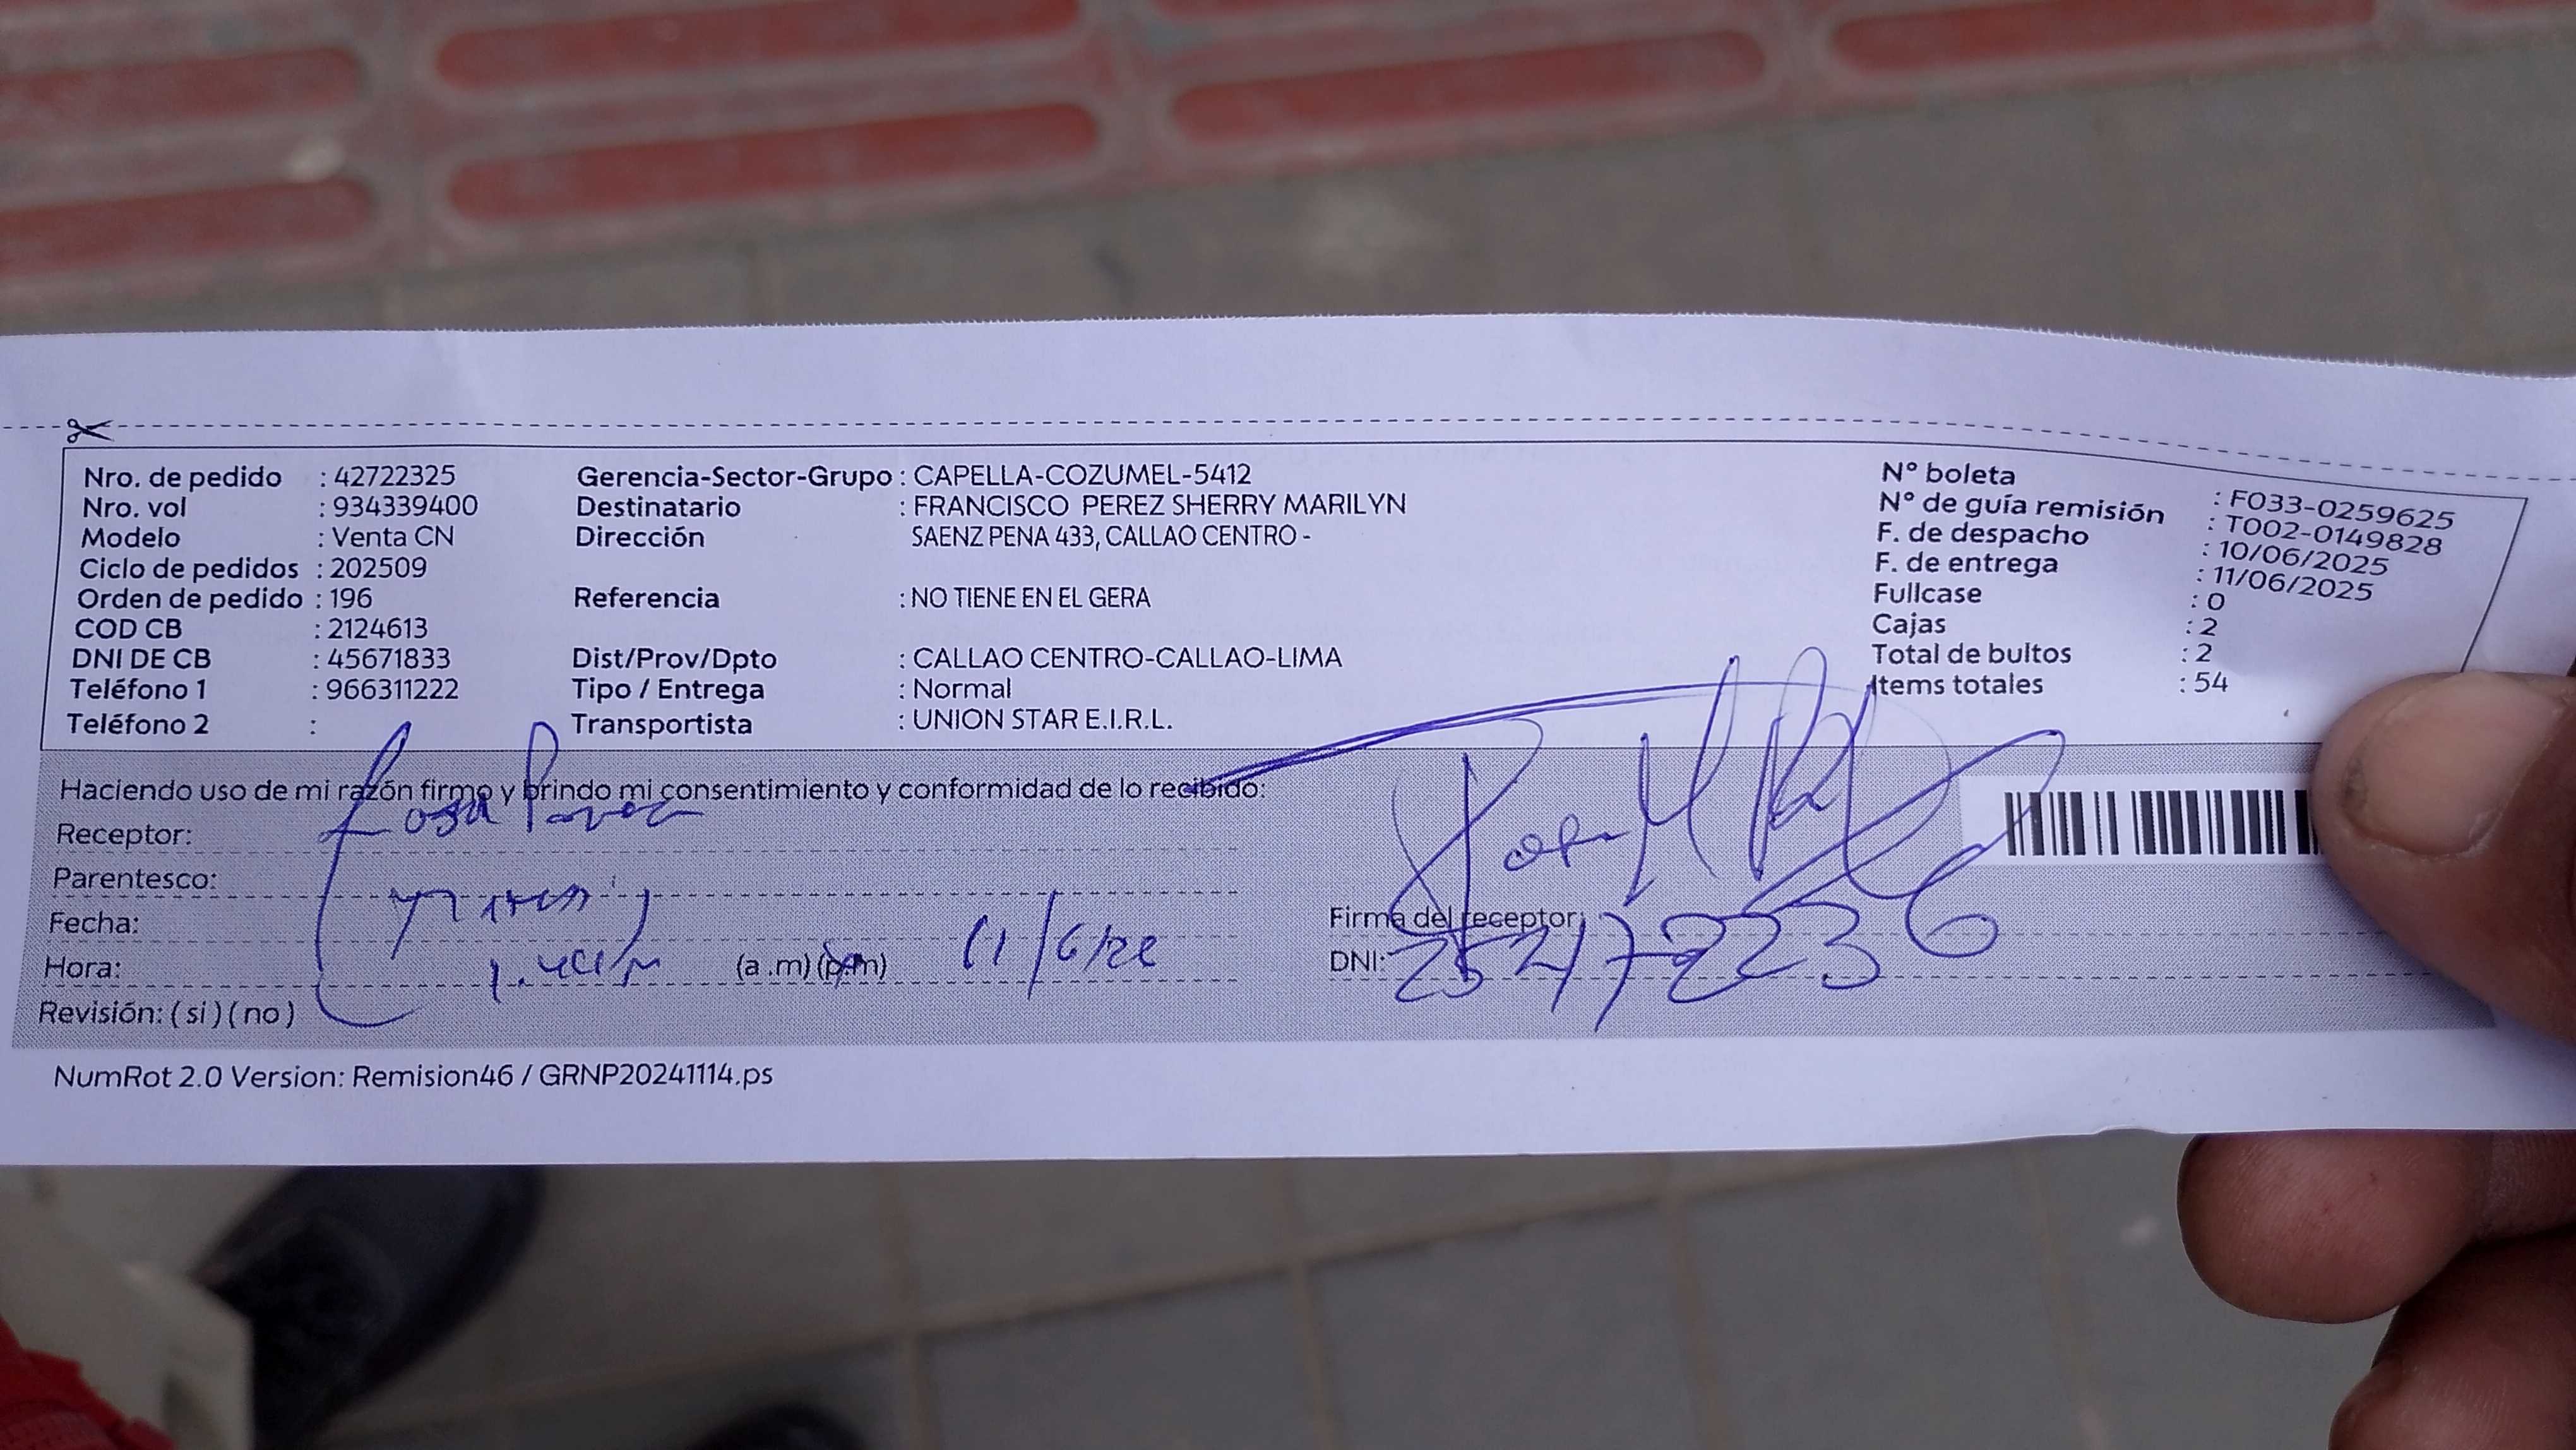 Nro. de pedido : 42722325
Nro. vol : 934339400
Modelo : Venta CN
Ciclo de pedidos : 202509
Orden de pedido : 196
COD CB : 2124613
DNI DE CB : 45671833
Teléfono 1 : 966311222
Teléfono 2 :
Gerencia-Sector-Grupo : CAPELLA-COZUMEL-5412
Destinatario : FRANCISCO PEREZ SHERRY MARILYN
Dirección SAENZ PENA 433, CALLAO CENTRO -
Referencia : NO TIENE EN EL GERA
Dist/Prov/Dpto : CALLAO CENTRO-CALLAO-LIMA
Tipo / Entrega : Normal
Transportista : UNION STAR E.I.R.L.
N° boleta : F033-0259625
N° de guía remisión : T002-0149828
F. de despacho : 10/06/2025
F. de entrega : 11/06/2025
Fullcase : 0
Cajas : 2
Total de bultos : 2
Items totales : 54
Haciendo uso de mi razón firmo y brindo mi consentimiento y conformidad de lo recibido:
Receptor: Rosa
Parentesco:
Fecha:
Hora: (a .m) (p.m) 11/6/
Revisión: ( si ) ( no )
Firma del receptor:
DNI: 25417223
NumRot 2.0 Version: Remision46 / GRNP20241114.ps